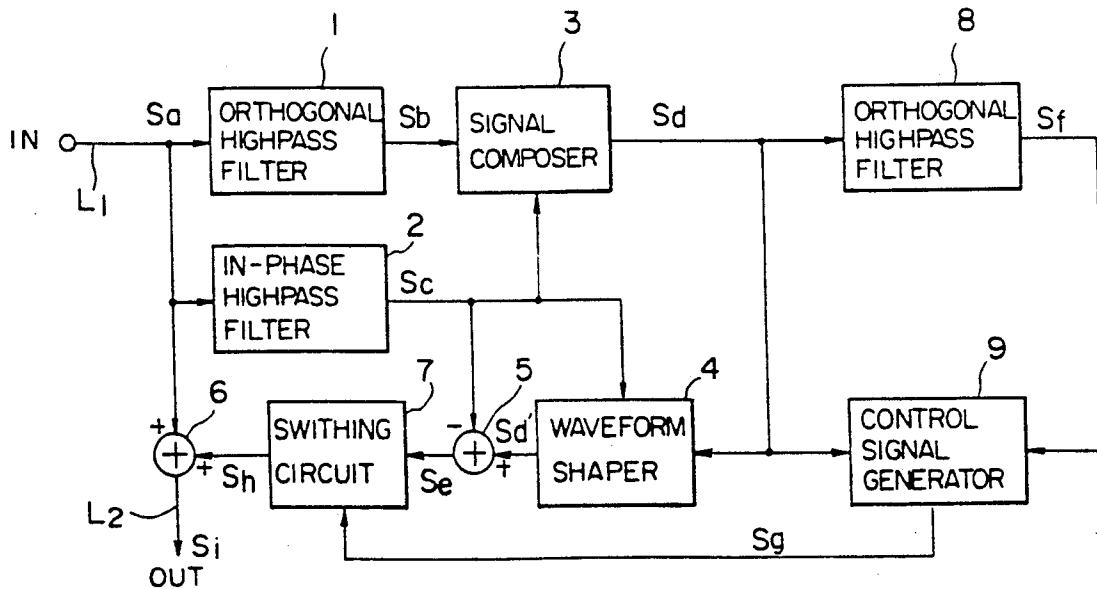 1
3
8
IN
Sa
ORTHOGONAL
HIGHPASS
FILTER
Sb
SIGNAL
COMPOSER
Sd
ORTHOGONAL
HIGHPASS
FILTER
Sf
L1
2
IN-PHASE
HIGHPASS
FILTER
Sc
6
+
+
7
SWITHING
CIRCUIT
Sh
5
-
+
Sd'
Se
4
WAVEFORM
SHAPER
9
CONTROL
SIGNAL
GENERATOR
L2
Si
OUT
Sg